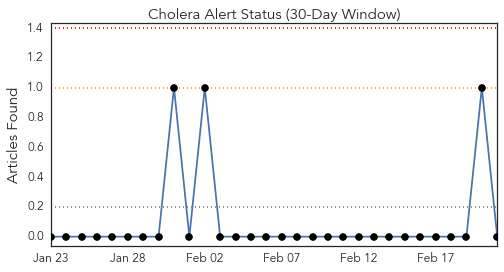 Cholera Alert Status (30-Day Window)
1.4
1.2
1.0
0.8
0.6
0.4
0.2
0.0
Articles Found
Jan 23 Jan 28 Feb 02 Feb 07 Feb 12 Feb 17